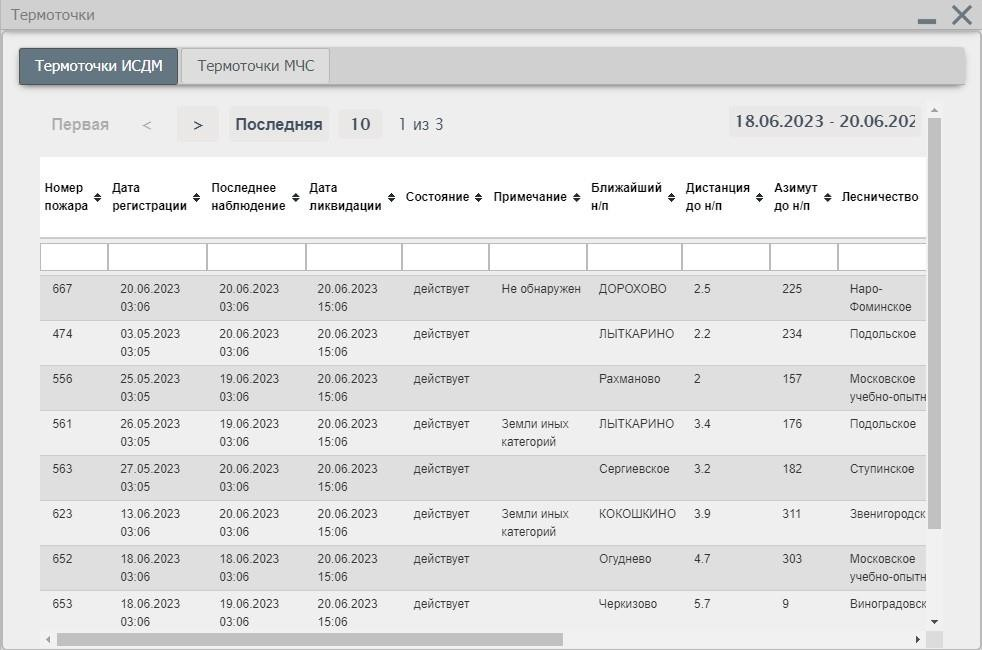 Термоточки
Термоточки ИСДМ Термоточки МЧС
Первая < > Последняя 10 1 из 3 18.06.2023 - 20.06.202
Номер пожара Дата регистрации Последнее наблюдение Дата ликвидации Состояние Примечание Ближайший н/п Дистанция до н/п Азимут до н/п Лесничество
667 20.06.2023 20.06.2023 20.06.2023 действует Не обнаружен ДОРОХОВО 2.5 225 Наро-
03:06 03:06 15:06 Фоминское
474 03.05.2023 20.06.2023 20.06.2023 действует ЛЫТКАРИНО 2.2 234 Подольское
03:05 03:06 15:06
556 25.05.2023 19.06.2023 20.06.2023 действует Рахманово 2 157 Московское
03:05 03:06 15:06 учебно-опытн
561 26.05.2023 19.06.2023 20.06.2023 действует Земли иных ЛЫТКАРИНО 3.4 176 Подольское
03:05 03:06 15:06 категорий
563 27.05.2023 20.06.2023 20.06.2023 действует Сергиевское 3.2 182 Ступинское
03:05 03:06 15:06
623 13.06.2023 20.06.2023 20.06.2023 действует Земли иных КОКОШКИНО 3.9 311 Звенигородск
03:06 03:06 15:06 категорий
652 18.06.2023 18.06.2023 20.06.2023 действует Огуднево 4.7 303 Московское
03:06 03:06 15:06 учебно-опытн
653 18.06.2023 19.06.2023 20.06.2023 действует Черкизово 5.7 9 Виноградовск
03:06 03:06 15:06